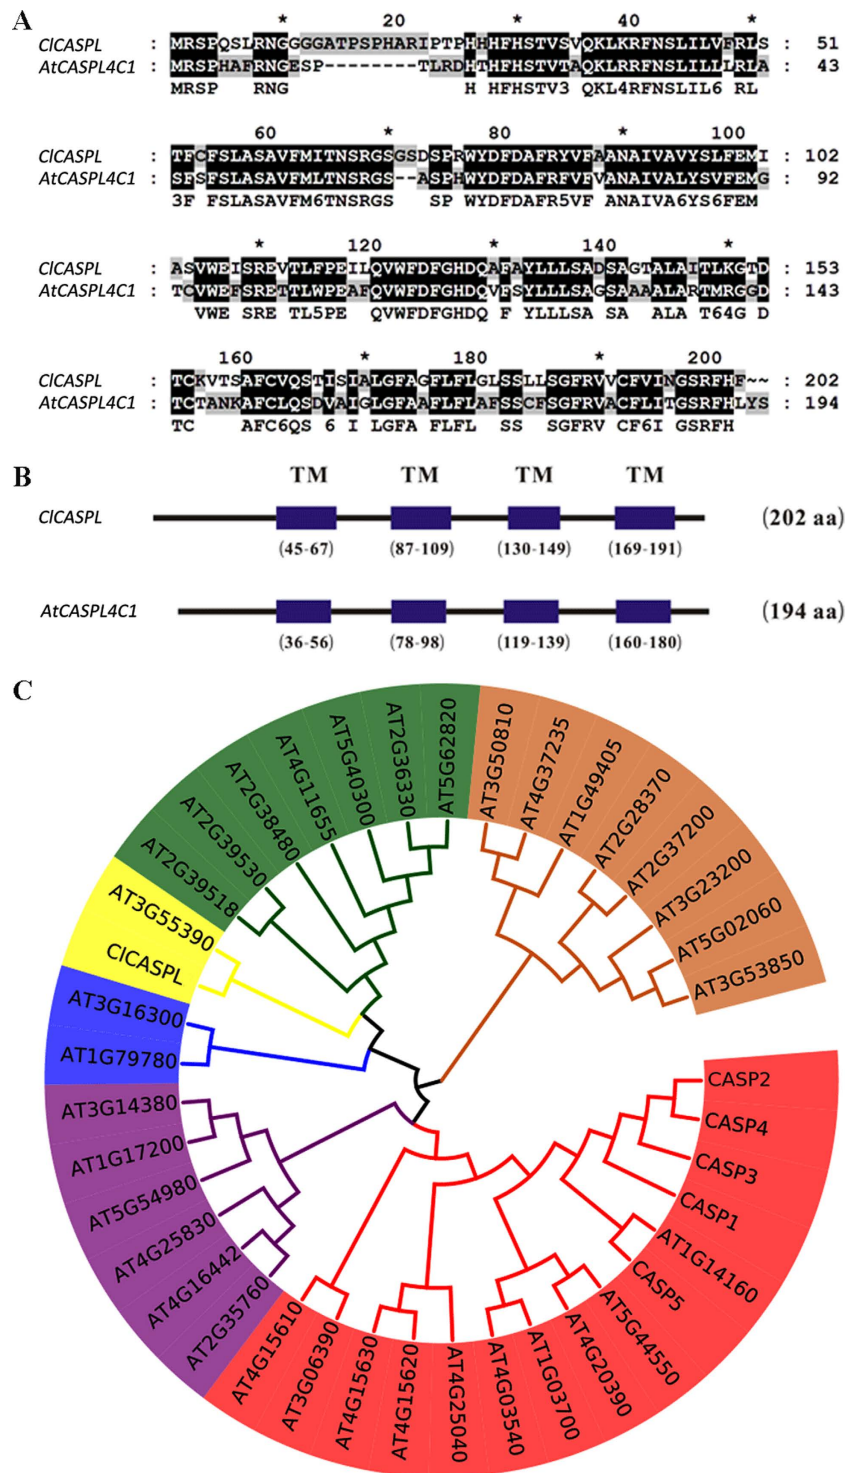 A
* 20 * 40 *
ClCASPL : MRSPQSLRNGGGGATPSPHARIPTPHHHFHSTVSVQKLKRFNSLILVFRLS : 51
AtCASPL4C1 : MRSPHAFRNGESP--------TLRDHTHFHSTVTAQKLRRFNSLILLLRLA : 43
MRSP RNG H HFHSTV3 QKL4RFNSLIL6 RL
60 * 80 * 100
ClCASPL : TFCFSLASAVFMITNSRGSGSDSPRWYDFDAFRYVFAANAIVAVYSLFEMI : 102
AtCASPL4C1 : SFSFSLASAVFMLTNSRGS--ASPHWYDFDAFRFVFVANAIVALYSVFEMG : 92
3F FSLASAVFM6TNSRGS SP WYDFDAFR5VF ANAIVA6YS6FEM
* 120 * 140 *
ClCASPL : ASVWEISREVTLFPEILQVWFDFGHDQAFAYLLLSADSAGTALAITLKGTD : 153
AtCASPL4C1 : TCVWEFSRETTLWPEAFQVWFDFGHDQVFSYLLLSAGSAAAALARTMRGGD : 143
VWE SRE TL5PE QVWFDFGHDQ F YLLLSA SA ALA T64G D
160 * 180 * 200
ClCASPL : TCKVTSAFCVQSTISIALGFAGFLFLGLSSLLSGFRVVCFVINGSRFHF~~ : 202
AtCASPL4C1 : TCTANKAFCLQSDVAIGLGFAAFLFLAFSSCFSGFRVACFLITGSRFHLYS : 194
TC AFC6QS 6 I LGFA FLFL SS SGFRV CF6I GSRFH
B
TM TM TM TM
ClCASPL (202 aa)
(45-67) (87-109) (130-149) (169-191)
AtCASPL4C1 (194 aa)
(36-56) (78-98) (119-139) (160-180)
C
AT3G50810
AT4G37235
AT1G49405
AT2G28370
AT2G37200
AT3G23200
AT5G02060
AT3G53850
CASP2
CASP4
CASP3
CASP1
AT1G14160
CASP5
AT5G44550
AT4G20390
AT1G03700
AT4G03540
AT4G25040
AT4G15620
AT4G15630
AT3G06390
AT4G15610
AT2G35760
AT4G16442
AT4G25830
AT5G54980
AT1G17200
AT3G14380
AT1G79780
AT3G16300
ClCASPL
AT3G55390
AT2G39518
AT2G39530
AT2G38480
AT4G11655
AT5G40300
AT2G36330
AT5G62820